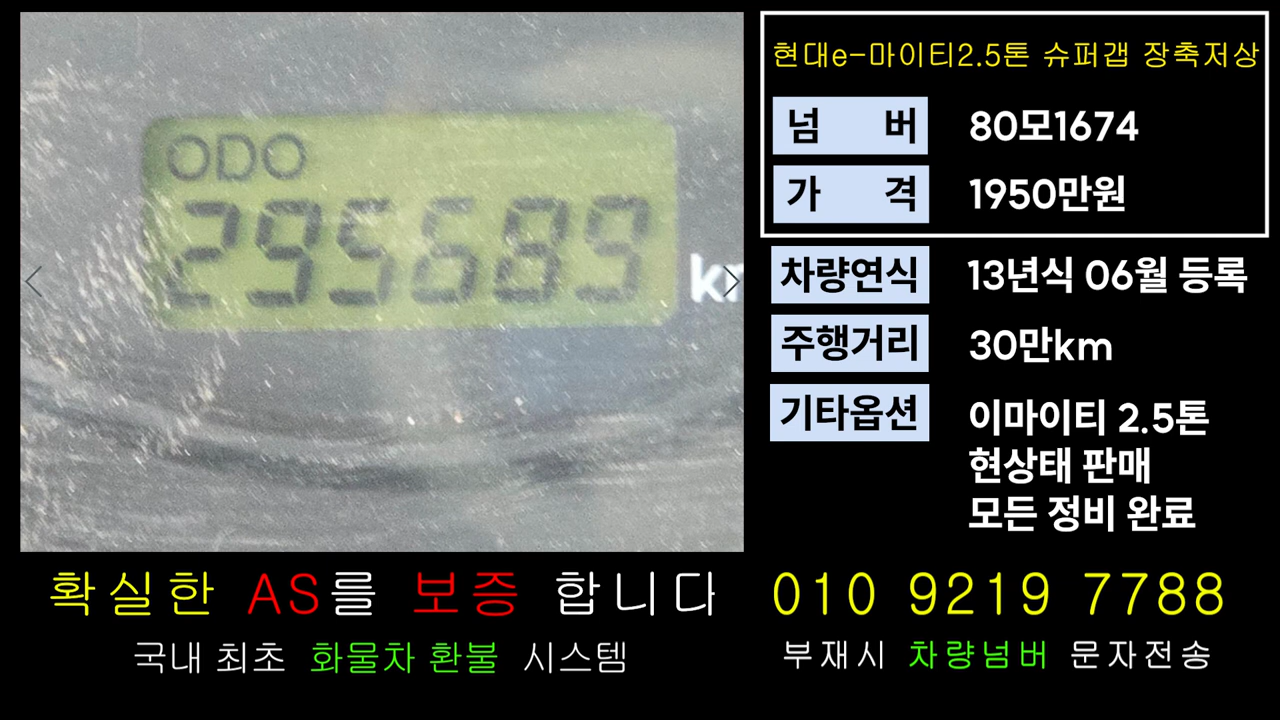 ODO
295689
km
현대e-마이티2.5톤 슈퍼갭 장축저상
넘 버 80모1674
가 격 1950만원
차량연식 13년식 06월 등록
주행거리 30만km
기타옵션 이마이티 2.5톤
현상태 판매
모든 정비 완료
확실한 AS를 보증 합니다
010 9219 7788
국내 최초 화물차 환불 시스템
부재시 차량넘버 문자전송